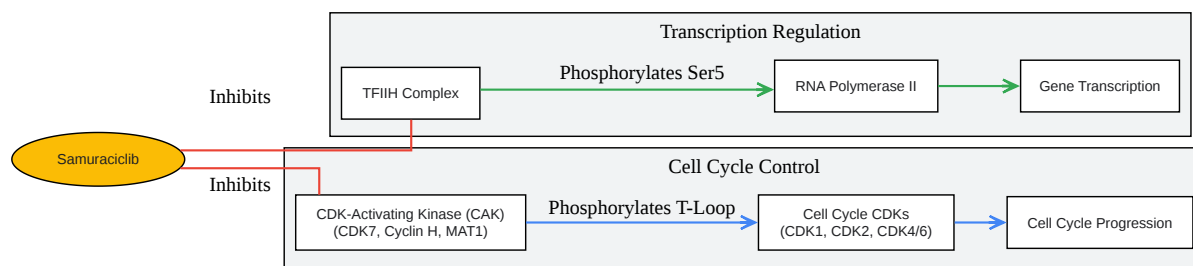 Transcription Regulation
Phosphorylates Ser5
TFIIH Complex
RNA Polymerase II
Gene Transcription
Inhibits
Samuraciclib
Inhibits
Cell Cycle Control
Phosphorylates T-Loop
CDK-Activating Kinase (CAK)
(CDK7, Cyclin H, MAT1)
Cell Cycle CDKs
(CDK1, CDK2, CDK4/6)
Cell Cycle Progression